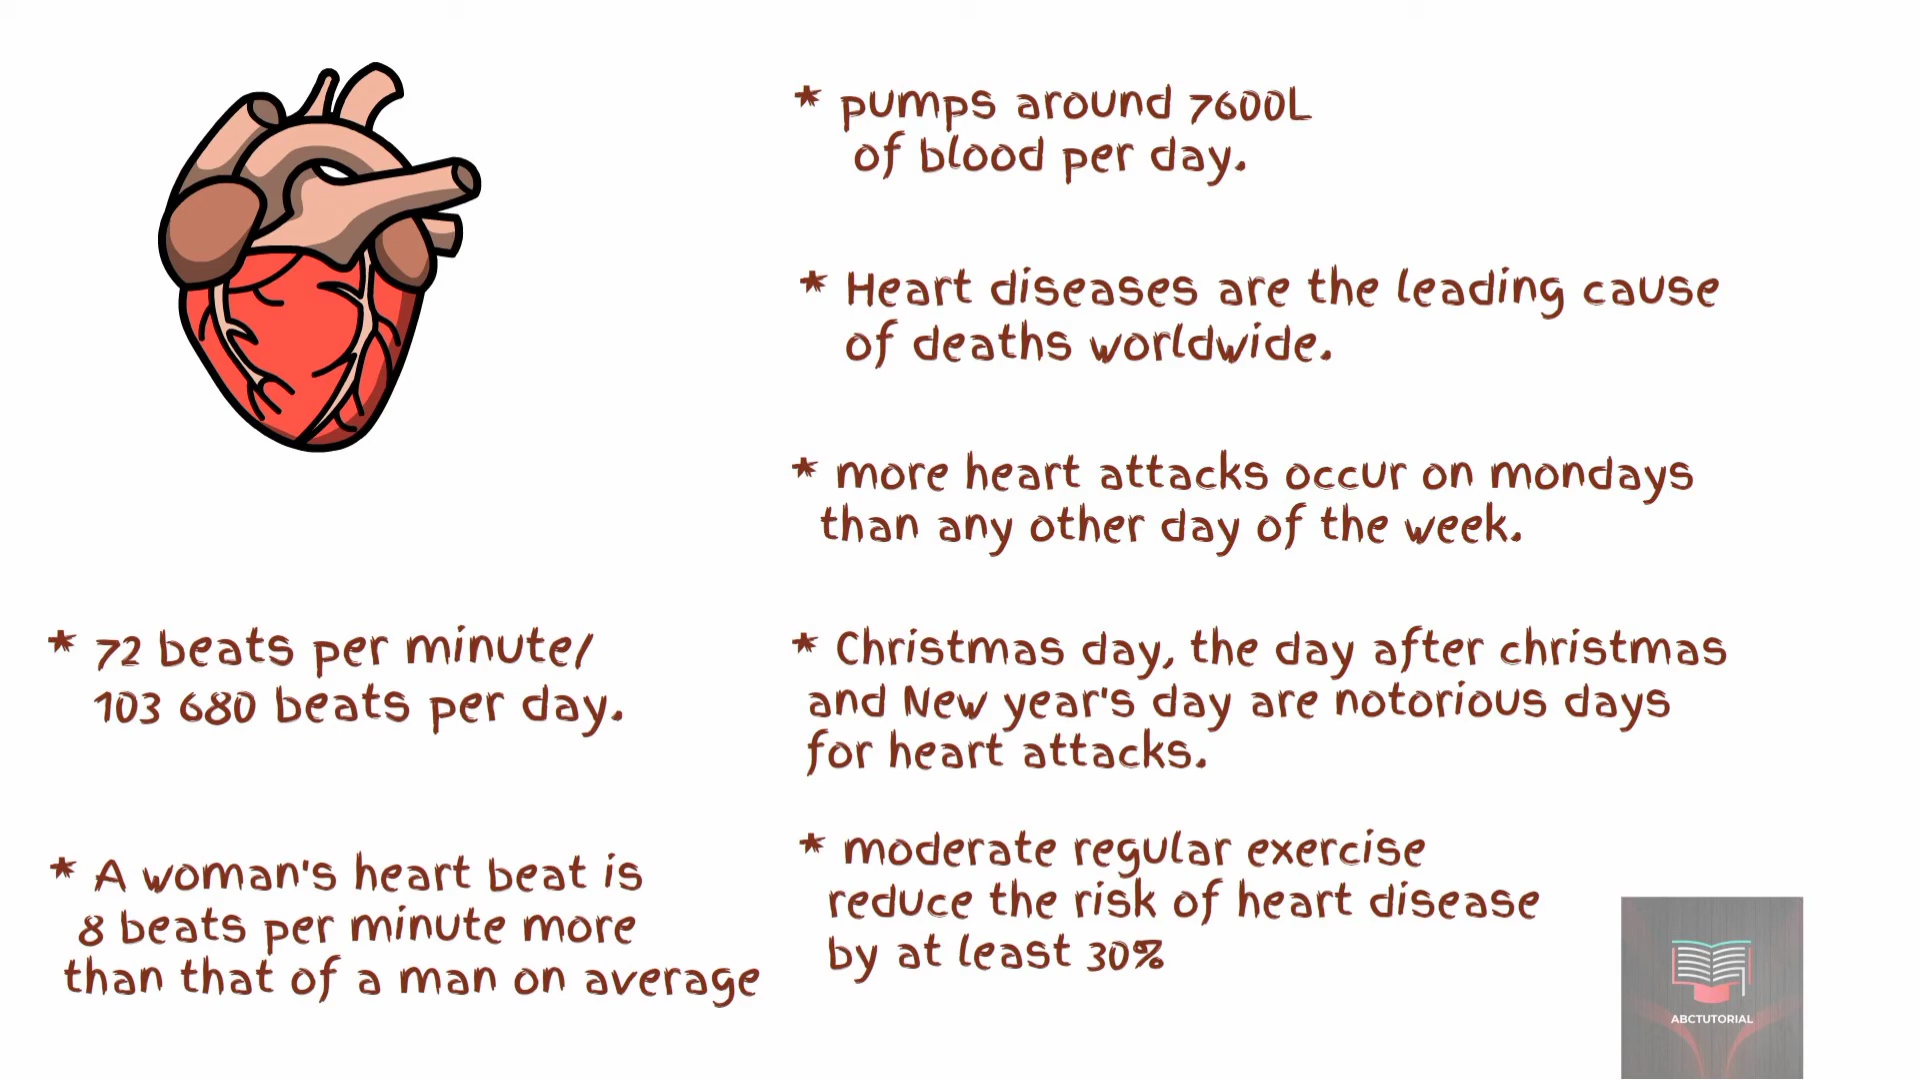 * pumps around 7600L
of blood per day.
* Heart diseases are the leading cause
of deaths worldwide.
* more heart attacks occur on mondays
than any other day of the week.
* 72 beats per minute/
103 680 beats per day.
* Christmas day, the day after christmas
and New year's day are notorious days
for heart attacks.
* A woman's heart beat is
8 beats per minute more
than that of a man on average
* moderate regular exercise
reduce the risk of heart disease
by at least 30%
ABCTUTORIAL